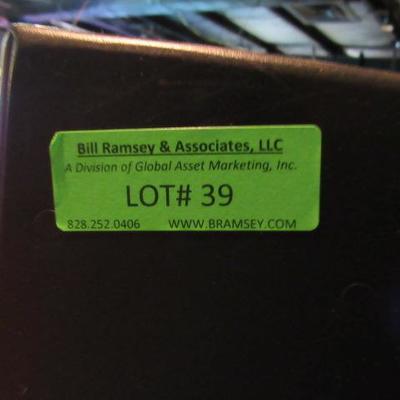 Bill Ramsey & Associates, LLC
A Division of Global Asset Marketing, Inc.
LOT# 39
828.252.0406 WWW.BRAMSEY.COM